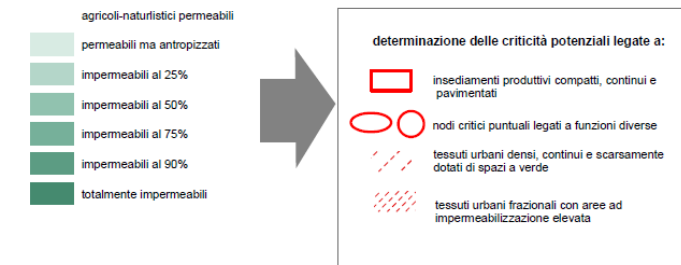 agricoli-naturlistici permeabili
permeabili ma antropizzati
impermeabili al 25%
impermeabili al 50%
impermeabili al 75%
impermeabili al 90%
totalmente impermeabili
determinazione delle criticità potenziali legate a:
insediamenti produttivi compatti, continui e
pavimentati
nodi critici puntuali legati a funzioni diverse
tessuti urbani densi, continui e scarsamente
dotati di spazi a verde
tessuti urbani frazionali con aree ad
impermeabilizzazione elevata